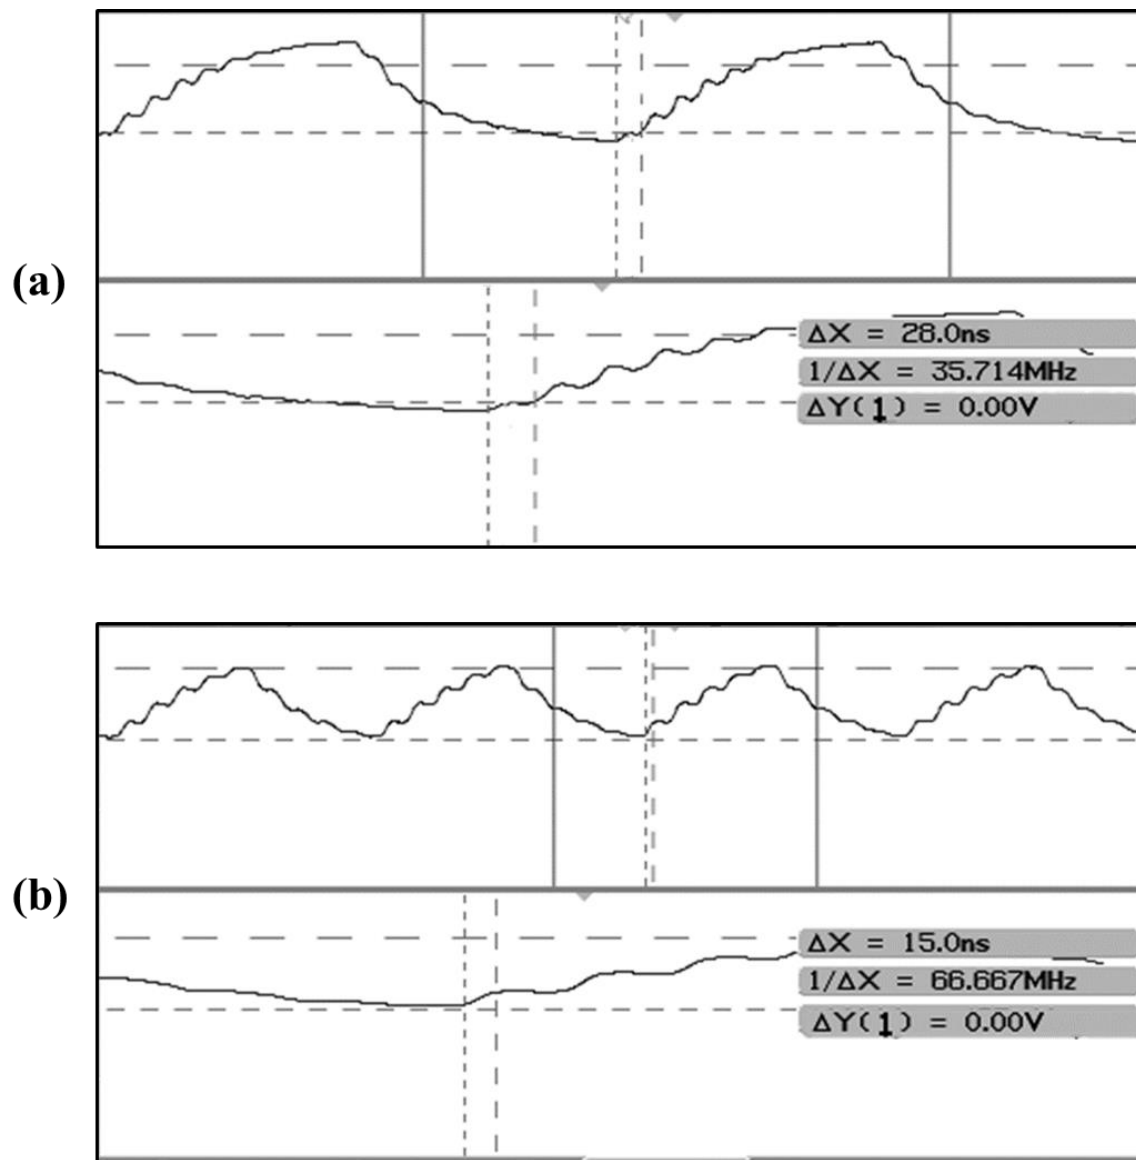 (a)
ΔX = 28.0ns
1/ΔX = 35.714MHz
ΔY(1) = 0.00V
(b)
ΔX = 15.0ns
1/ΔX = 66.667MHz
ΔY(1) = 0.00V